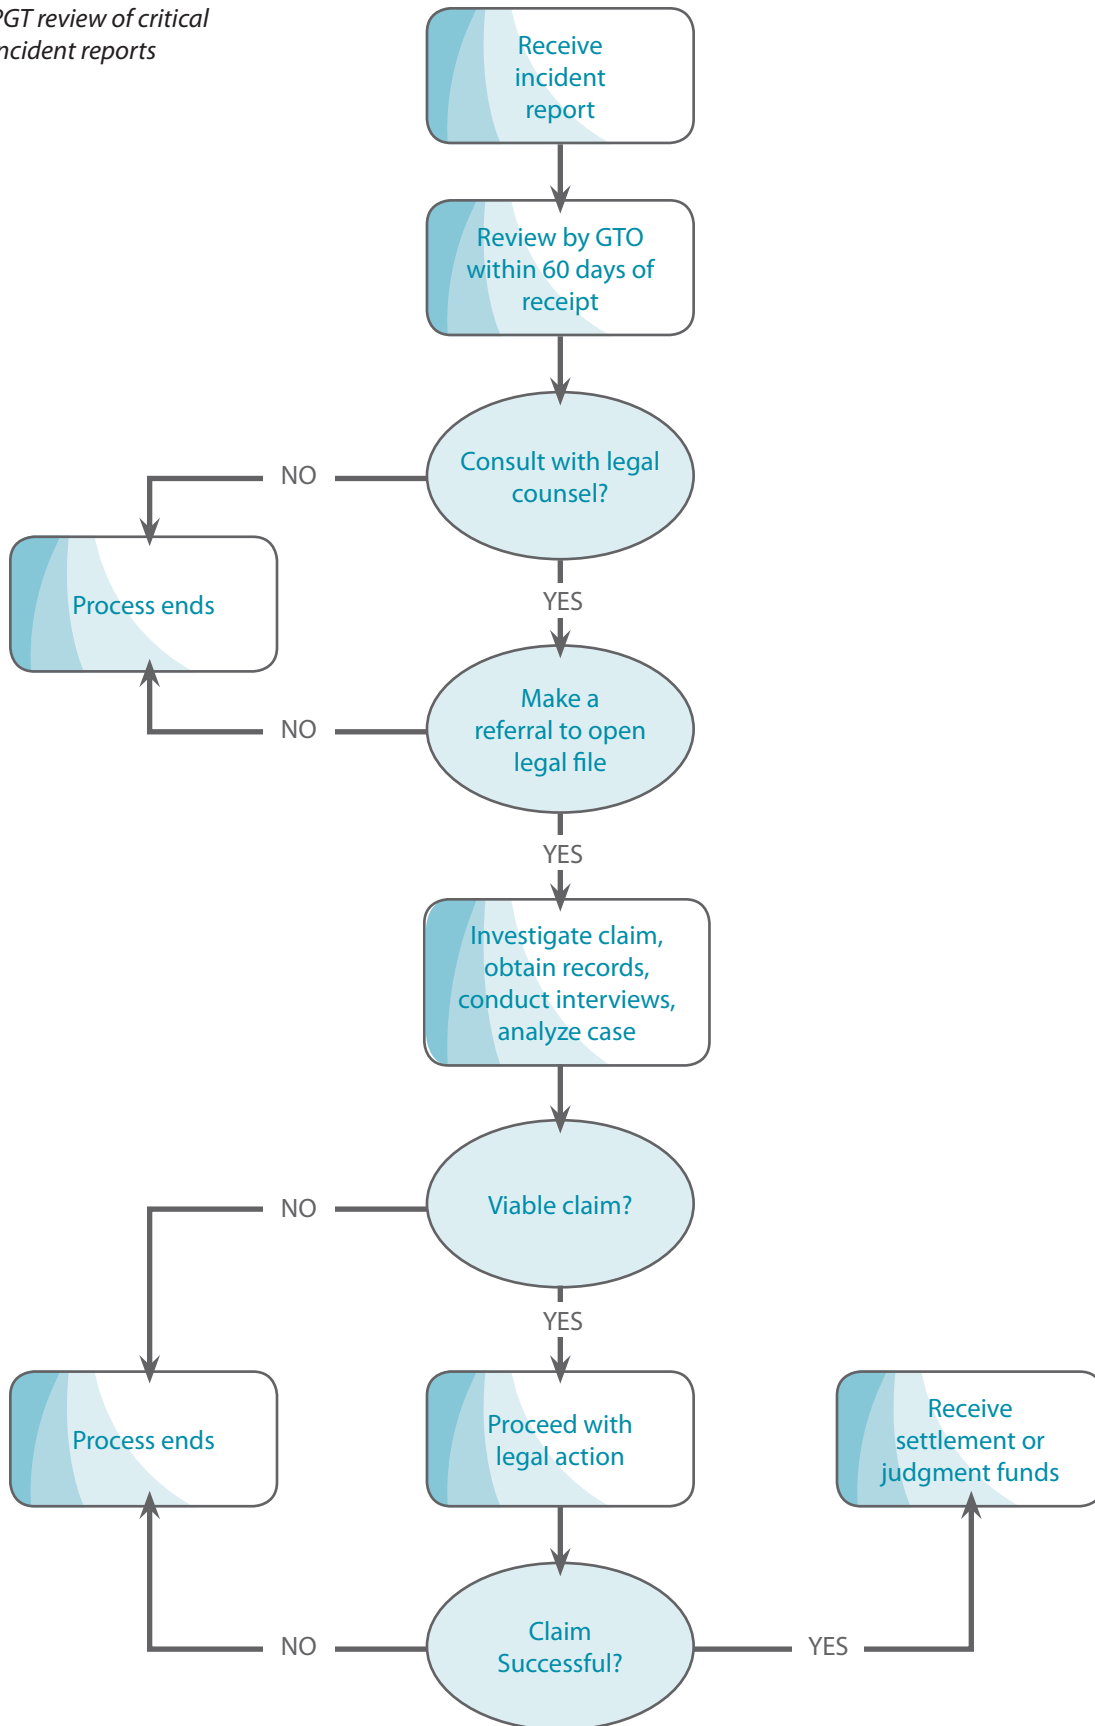 PGT review of critical
incident reports
Receive
incident
report
Review by GTO
within 60 days of
receipt
Consult with legal
counsel?
NO
YES
Process ends
Make a
referral to open
legal file
NO
YES
Investigate claim,
obtain records,
conduct interviews,
analyze case
Viable claim?
NO
YES
Process ends
Proceed with
legal action
Receive
settlement or
judgment funds
Claim
Successful?
NO
YES